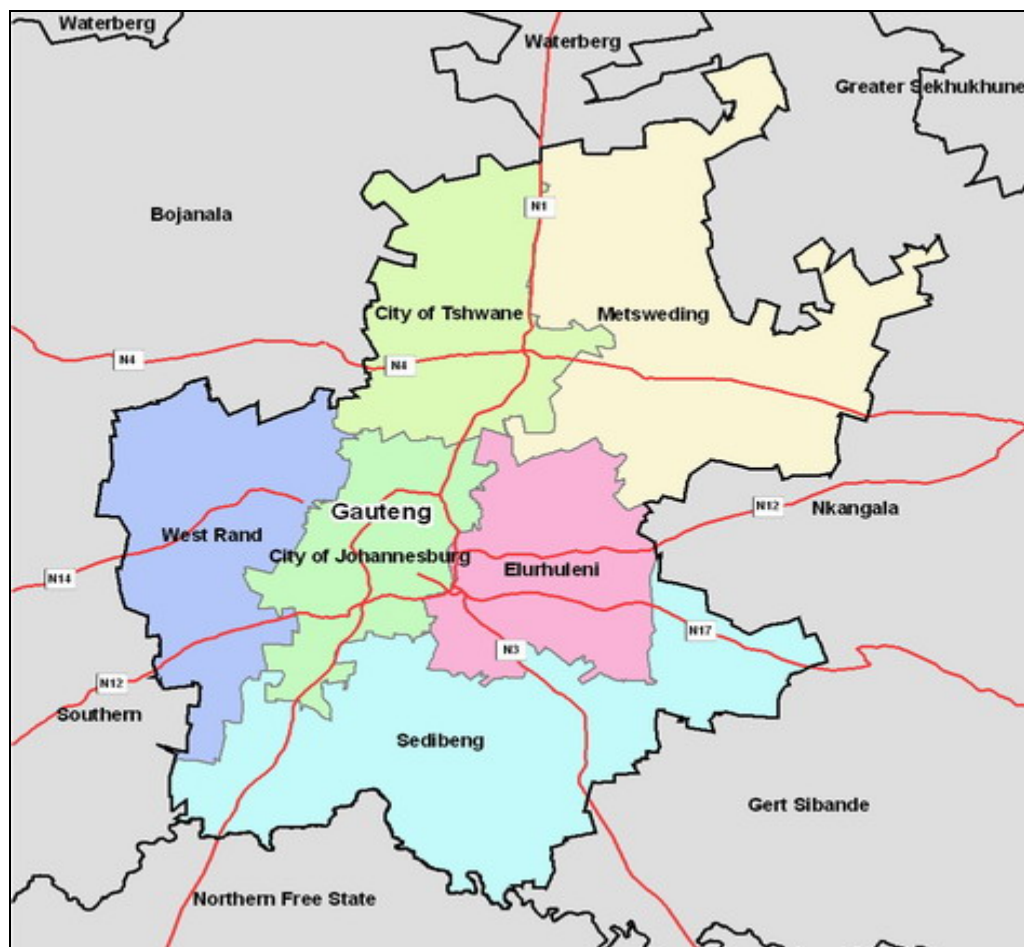 Waterberg
Waterberg
Greater Sekhukhune
Bojanala
N1
City of Tshwane
Metsweding
N4
N4
Gauteng
West Rand
N12
Nkangala
City of Johannesburg
Elurhuleni
N14
N17
N3
N12
Southern
Sedibeng
Gert Sibande
Northern Free State